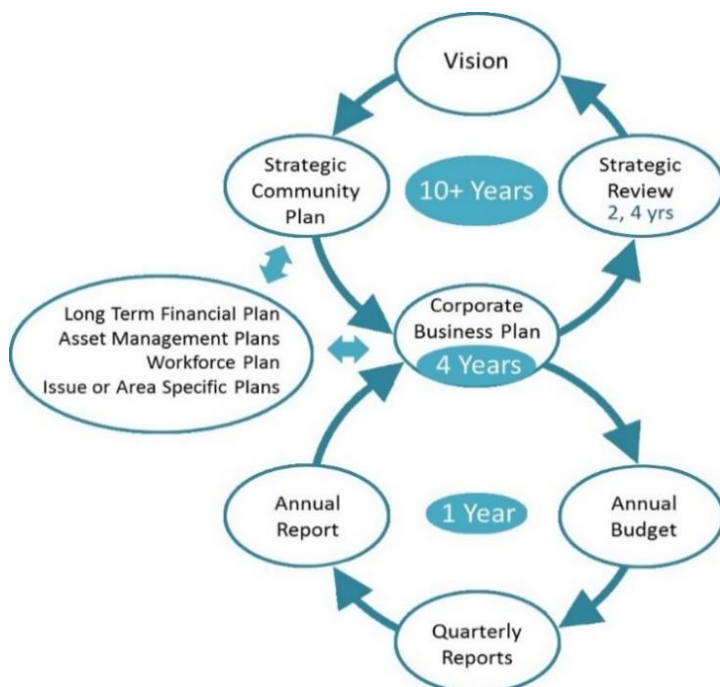 Vision
Strategic
Community
Plan
10+ Years
Strategic
Review
2, 4 yrs
Long Term Financial Plan
Asset Management Plans
Workforce Plan
Issue or Area Specific Plans
Corporate
Business Plan
4 Years
Annual
Report
1 Year
Annual
Budget
Quarterly
Reports